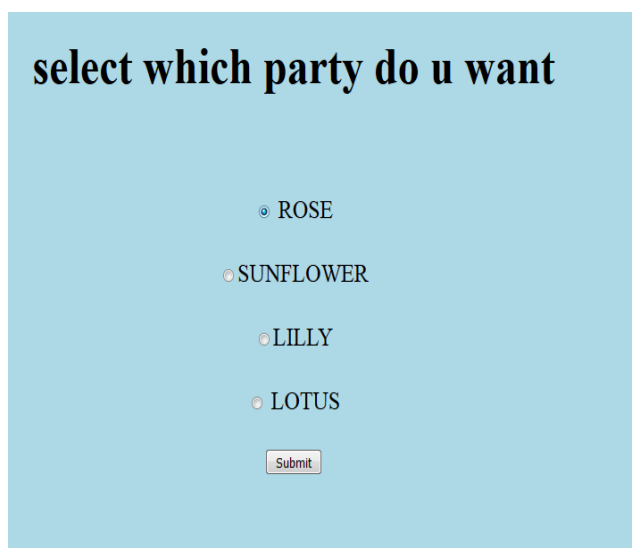 select which party do u want
ROSE
SUNFLOWER
LILLY
LOTUS
Submit